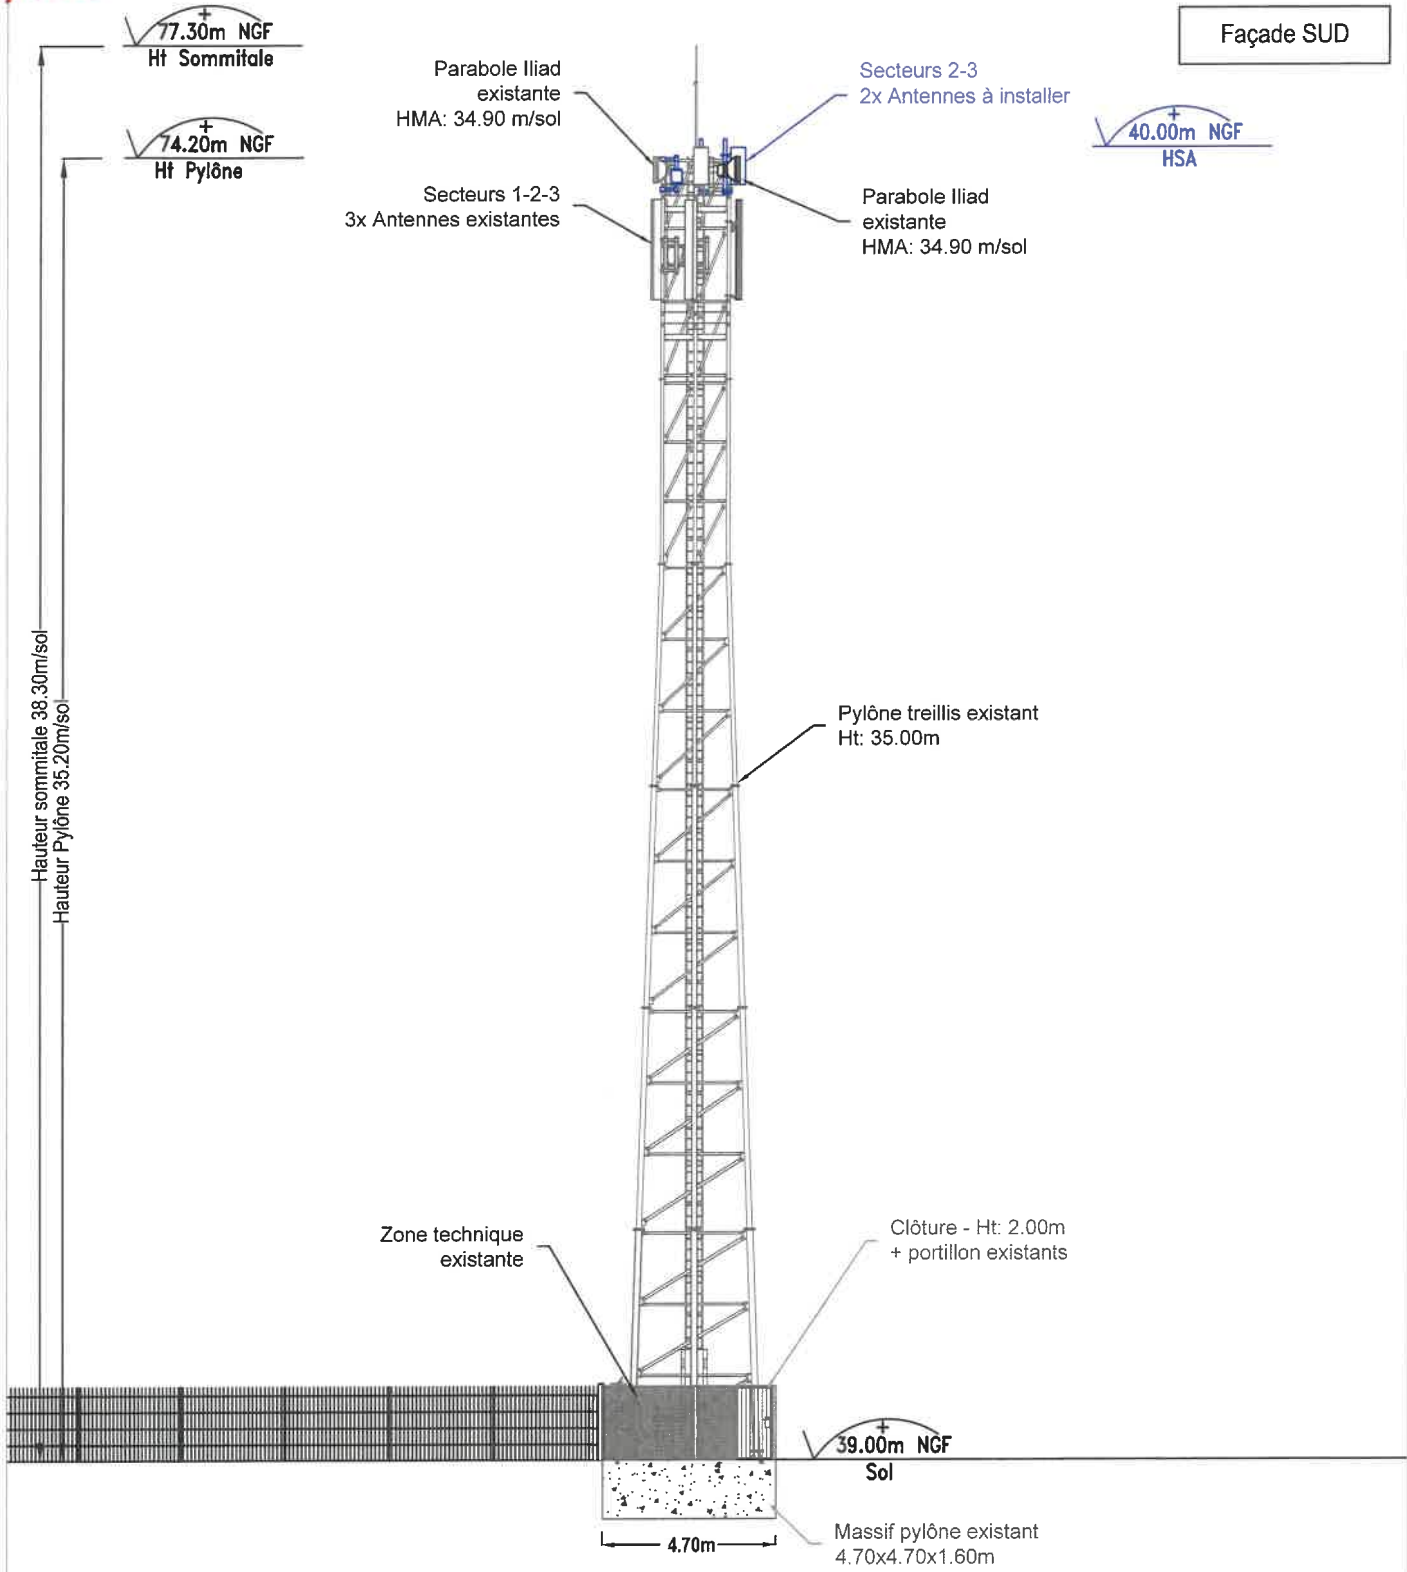 77.30m NGF
Ht Sommitale
Façade SUD
Parabole Iliad
existante
HMA: 34.90 m/sol
Secteurs 2-3
2x Antennes à installer
74.20m NGF
Ht Pylône
40.00m NGF
HSA
Secteurs 1-2-3
3x Antennes existantes
Parabole Iliad
existante
HMA: 34.90 m/sol
Hauteur sommitale 38.30m/sol
Hauteur Pylône 35.20m/sol
Pylône treillis existant
Ht: 35.00m
Zone technique
existante
Clôture - Ht: 2.00m
+ portillon existants
39.00m NGF
Sol
4.70m
Massif pylône existant
4.70x4.70x1.60m